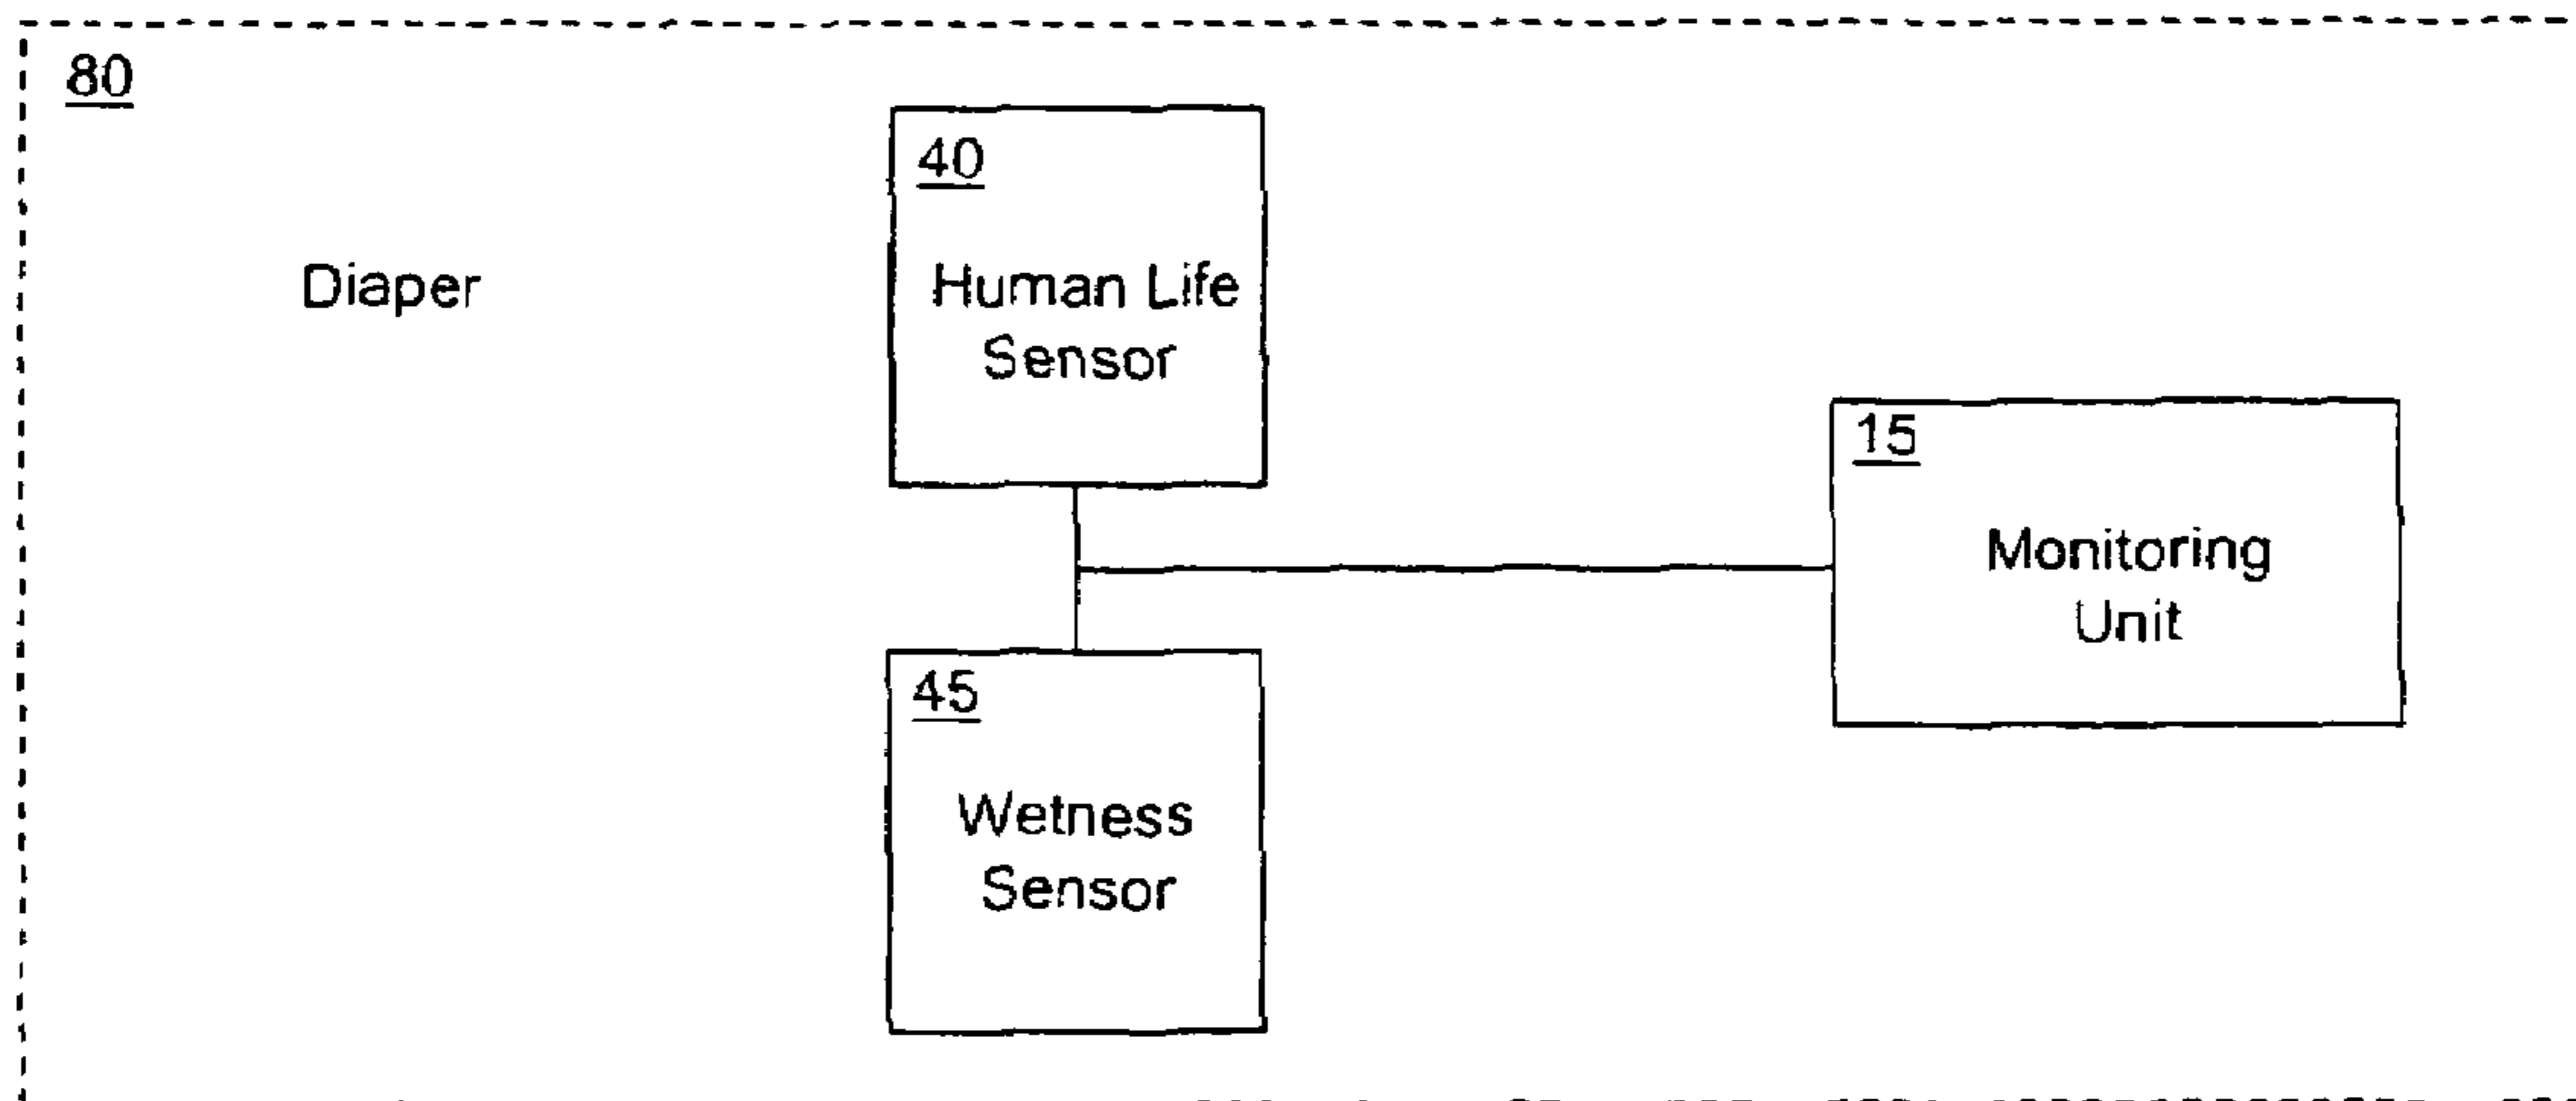 80
Diaper
40
Human Life
Sensor
15
Monitoring
Unit
45
Wetness
Sensor